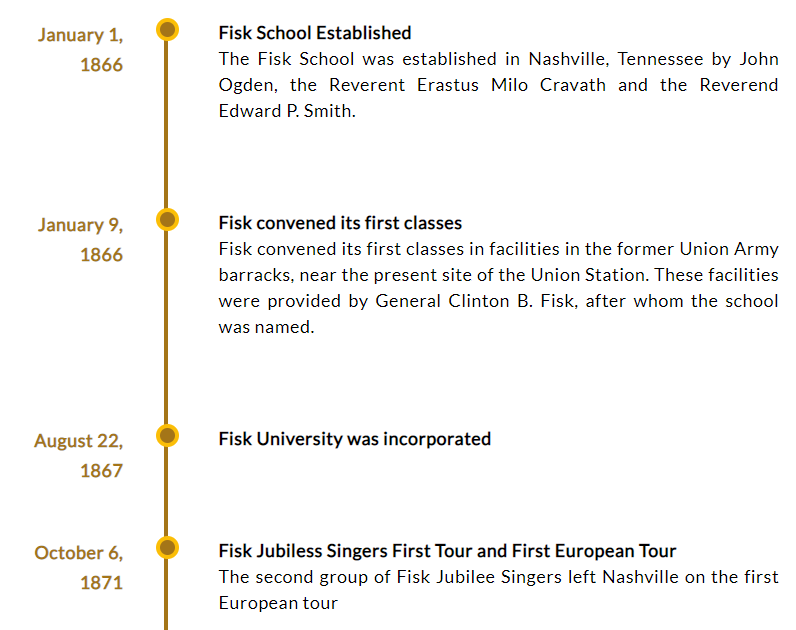 January 1,
1866
Fisk School Established
The Fisk School was established in Nashville, Tennessee by John
Ogden, the Reverent Erastus Milo Cravath and the Reverend
Edward P. Smith.
January 9,
1866
Fisk convened its first classes
Fisk convened its first classes in facilities in the former Union Army
barracks, near the present site of the Union Station. These facilities
were provided by General Clinton B. Fisk, after whom the school
was named.
August 22,
1867
Fisk University was incorporated
October 6,
1871
Fisk Jubiless Singers First Tour and First European Tour
The second group of Fisk Jubilee Singers left Nashville on the first
European tour